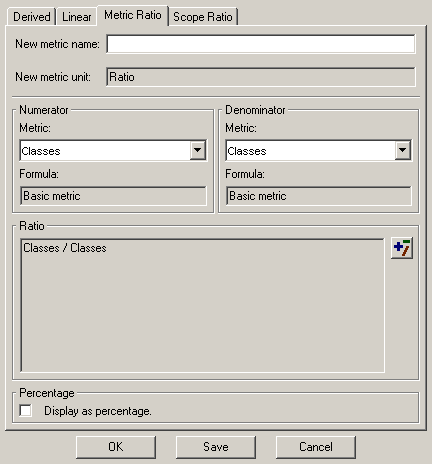 Derived Linear Metric Ratio Scope Ratio
New metric name:
New metric unit: Ratio
Numerator Denominator
Metric: Metric:
Classes Classes
Formula: Formula:
Basic metric Basic metric
Ratio
Classes / Classes
Percentage
Display as percentage.
OK Save Cancel